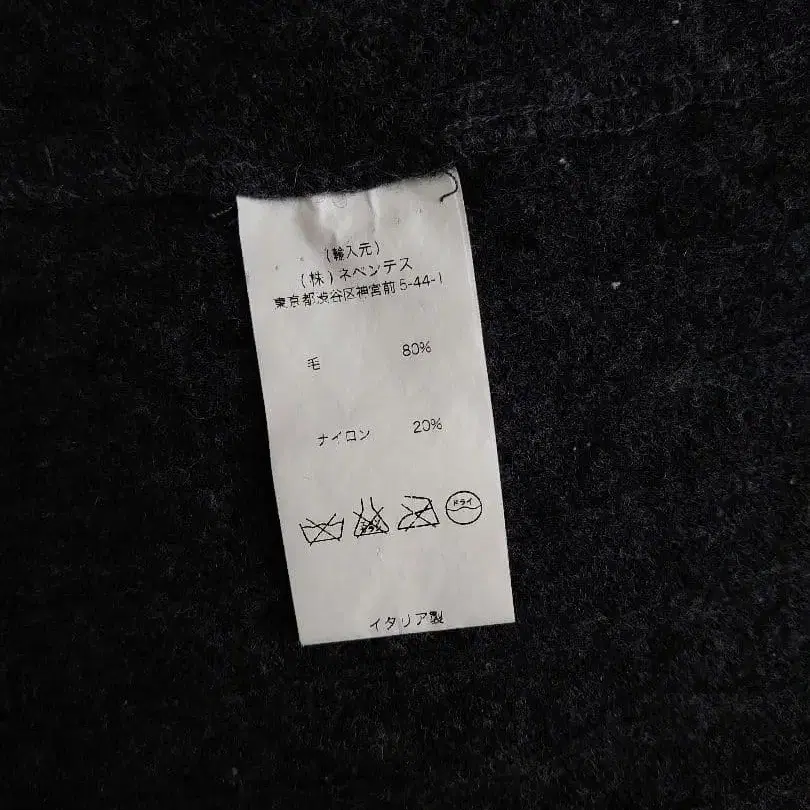 (輸入元)
(株)ネペンテス
東京都渋谷区神宮前5-44-1
毛 80%
ナイロン 20%
ドライ
イタリア製